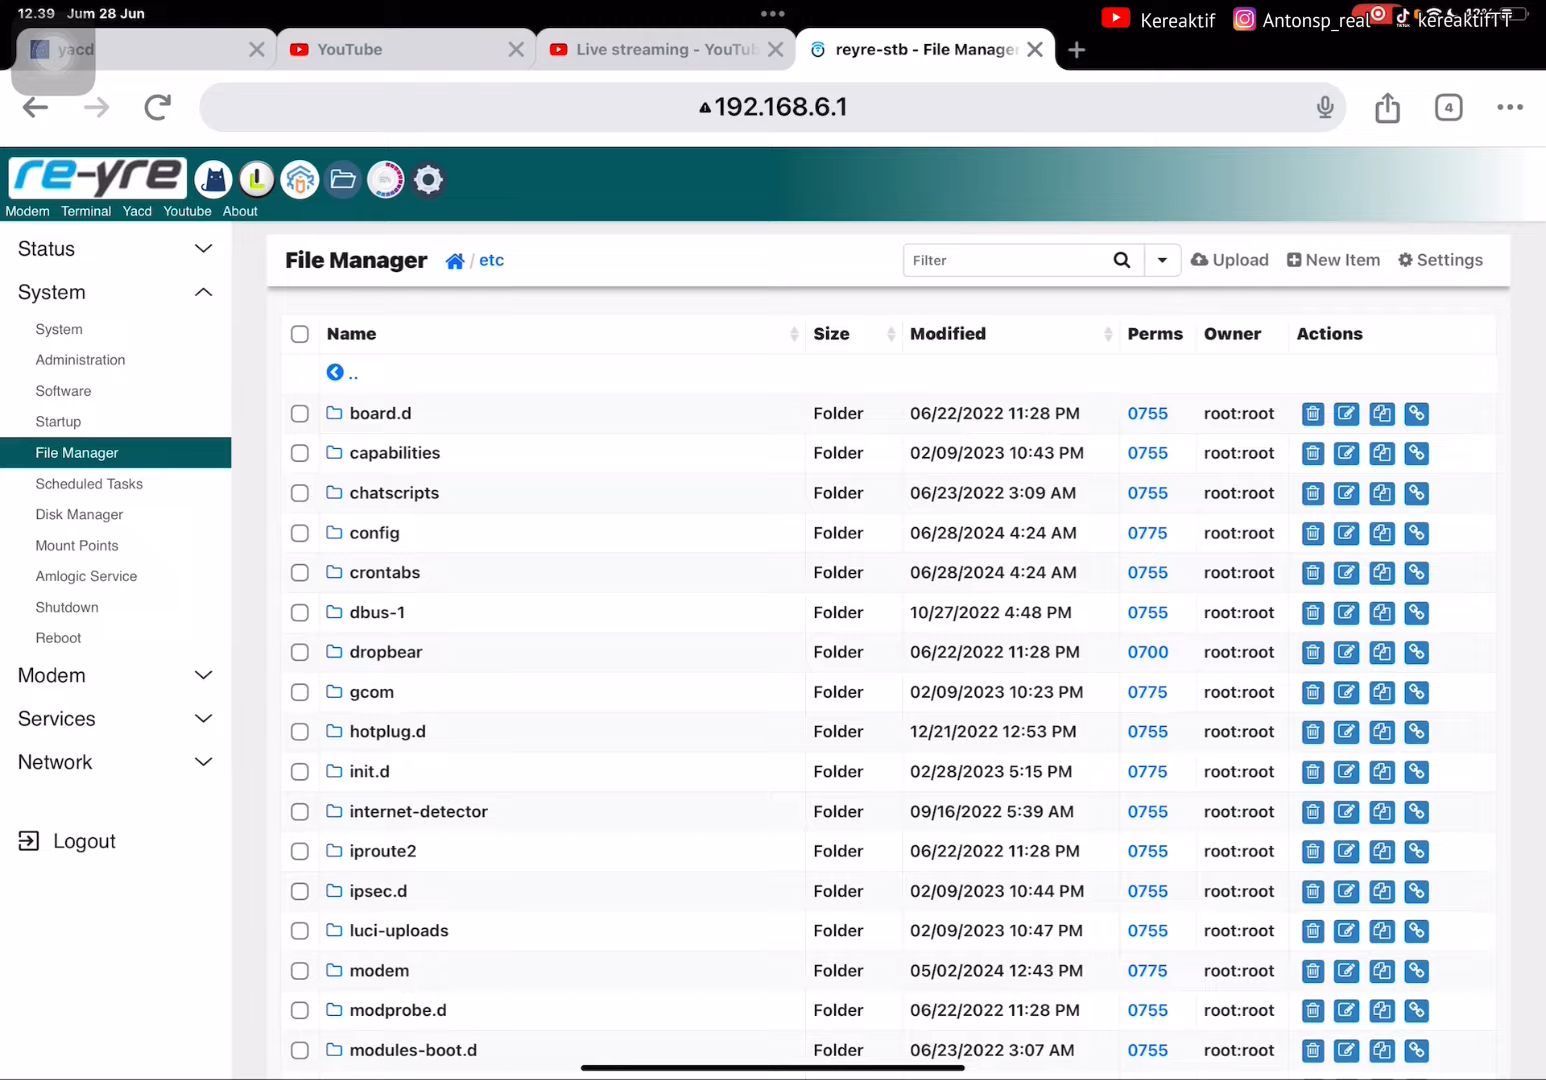 12.39 Jum 28 Jun
Kereaktif
Antonsp_real
kereaktifTT
yacd
YouTube
Live streaming - YouTu
reyre-stb - File Manage
192.168.6.1
4
re-yre
Modem Terminal Yacd Youtube About
Status
System
System
Administration
Software
Startup
File Manager
Scheduled Tasks
Disk Manager
Mount Points
Amlogic Service
Shutdown
Reboot
Modem
Services
Network
Logout
File Manager / etc
Filter
Upload New Item Settings
Name Size Modified Perms Owner Actions
..
board.d Folder 06/22/2022 11:28 PM 0755 root:root
capabilities Folder 02/09/2023 10:43 PM 0755 root:root
chatscripts Folder 06/23/2022 3:09 AM 0755 root:root
config Folder 06/28/2024 4:24 AM 0775 root:root
crontabs Folder 06/28/2024 4:24 AM 0755 root:root
dbus-1 Folder 10/27/2022 4:48 PM 0755 root:root
dropbear Folder 06/22/2022 11:28 PM 0700 root:root
gcom Folder 02/09/2023 10:23 PM 0775 root:root
hotplug.d Folder 12/21/2022 12:53 PM 0755 root:root
init.d Folder 02/28/2023 5:15 PM 0775 root:root
internet-detector Folder 09/16/2022 5:39 AM 0755 root:root
iproute2 Folder 06/22/2022 11:28 PM 0755 root:root
ipsec.d Folder 02/09/2023 10:44 PM 0755 root:root
luci-uploads Folder 02/09/2023 10:47 PM 0755 root:root
modem Folder 05/02/2024 12:43 PM 0775 root:root
modprobe.d Folder 06/22/2022 11:28 PM 0755 root:root
modules-boot.d Folder 06/23/2022 3:07 AM 0755 root:root